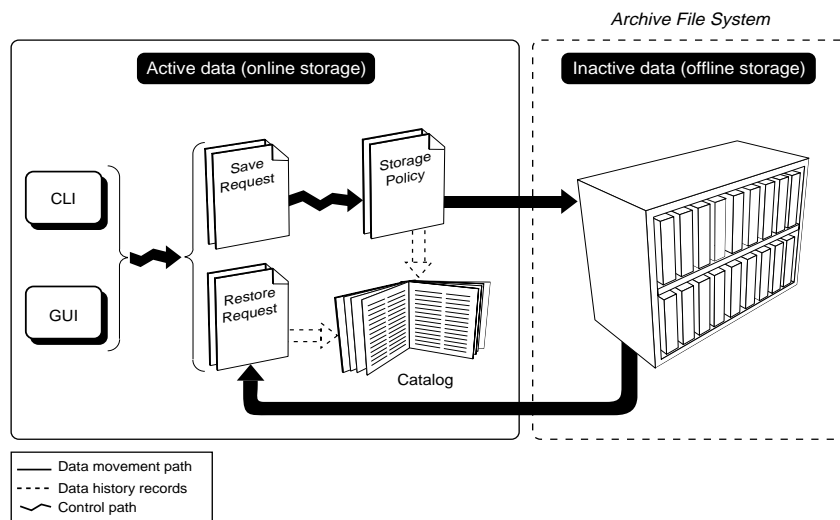 Archive File System
Active data (online storage)
Inactive data (offline storage)
CLI
GUI
Save
Request
Storage
Policy
Restore
Request
Catalog
Data movement path
Data history records
Control path